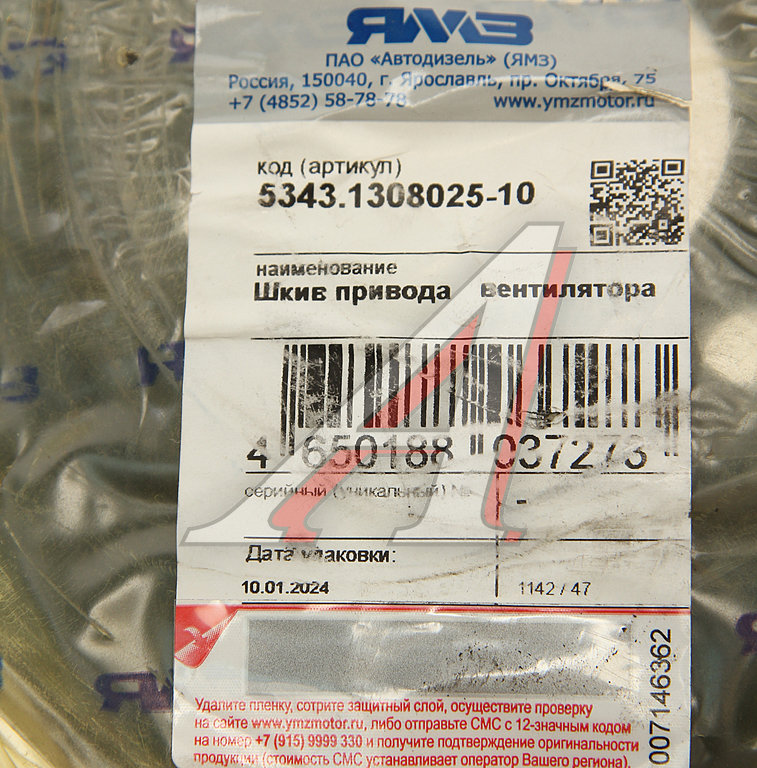 ЯМЗ
ПАО «Автодизель» (ЯМЗ)
Россия, 150040, г. Ярославль, пр. Октября, 75
+7 (4852) 58-78-78 www.ymzmotor.ru
код (артикул)
5343.1308025-10
наименование
Шкив привода вентилятора
4 650188 037273
серийный (уникальный) №
-
Дата упаковки:
10.01.2024 1142 / 47
Удалите пленку, сотрите защитный слой, осуществите проверку
на сайте www.ymzmotor.ru, либо отправьте СМС с 12-значным кодом
на номер +7 (915) 9999 330 и получите подтверждение оригинальности
продукции (стоимость СМС устанавливает оператор Вашего региона).
007146362